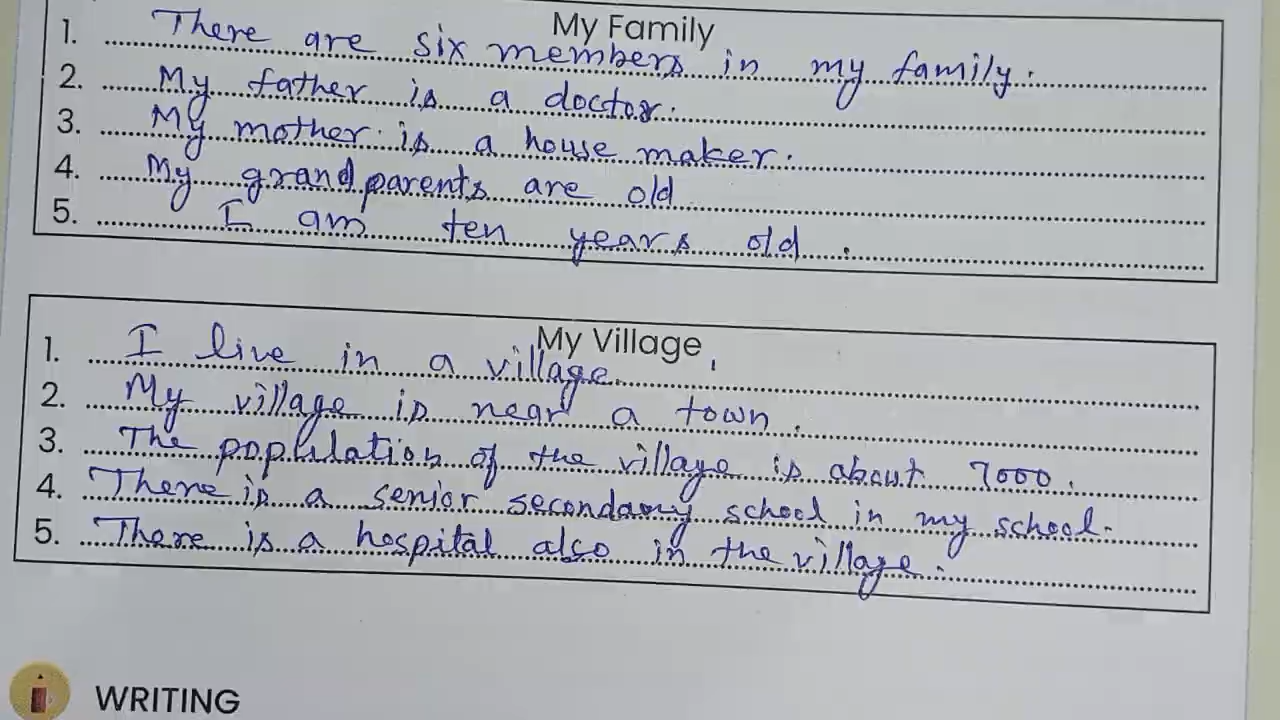 My Family
1. There are six members in my family.
2. My father is a doctor.
3. My mother is a house maker.
4. My grandparents are old
5. I am ten years old.
My Village
1. I live in a village.
2. My village is near a town.
3. The population of the village is about 7000.
4. There is a senior secondary school in my school.
5. There is a hospital also in the village.
WRITING